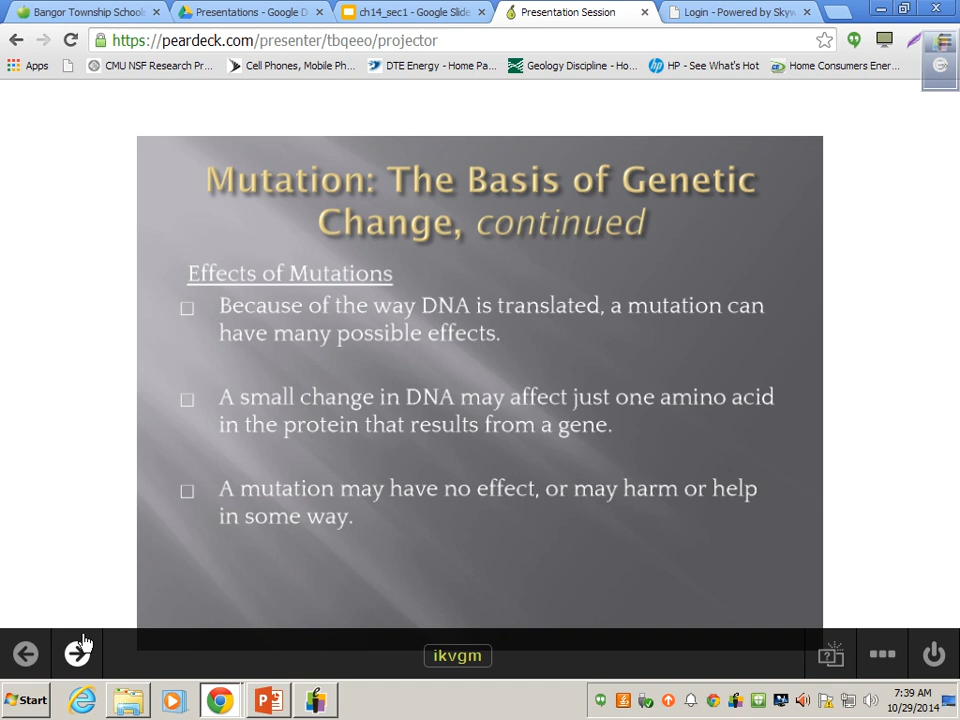 Bangor Township Schools
Presentations - Google D
ch14_sec1 - Google Slide
Presentation Session
Login - Powered by Skyw
https://peardeck.com/presenter/tbqeeo/projector
Apps
CMU NSF Research Pr...
Cell Phones, Mobile Ph...
DTE Energy - Home Pa...
Geology Discipline - Ho...
HP - See What's Hot
Home Consumers Ener...
Mutation: The Basis of Genetic
Change, continued
Effects of Mutations
Because of the way DNA is translated, a mutation can
have many possible effects.
A small change in DNA may affect just one amino acid
in the protein that results from a gene.
A mutation may have no effect, or may harm or help
in some way.
ikvgm
Start
7:39 AM
10/29/2014